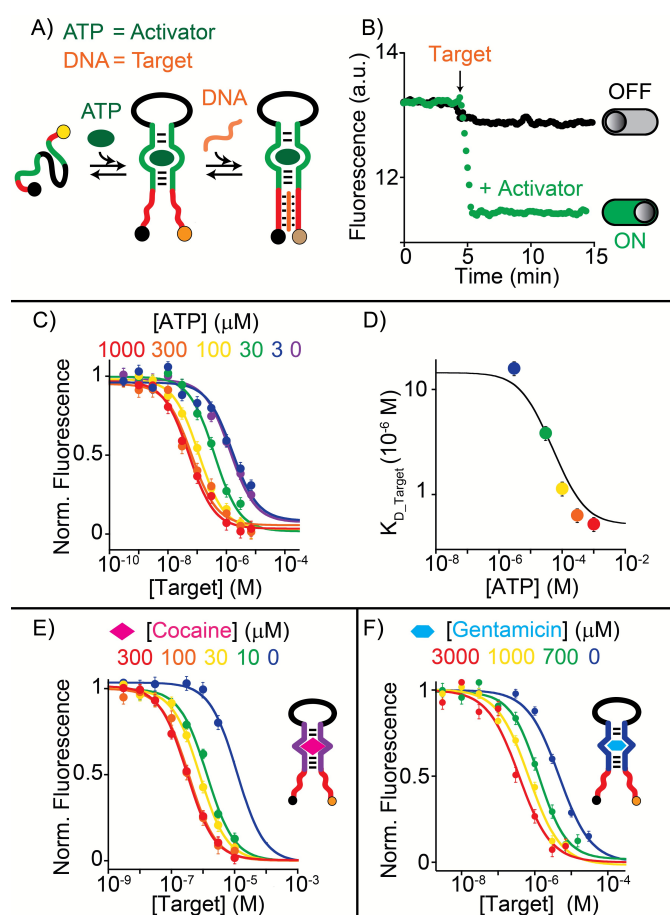 A) ATP = Activator
DNA = Target
ATP
DNA
B)
Fluorescence (a.u.)
14
12
Target
+ Activator
OFF
ON
0
5
10
15
Time (min)
C) [ATP] (μM)
1000 300 100 30 3 0
Norm. Fluorescence
1
0.5
0
10⁻¹⁰ 10⁻⁸ 10⁻⁶ 10⁻⁴
[Target] (M)
D)
K_D_Target (10⁻⁶ M)
10
1
10⁻⁸ 10⁻⁶ 10⁻⁴ 10⁻²
[ATP] (M)
E) [Cocaine] (μM)
300 100 30 10 0
Norm. Fluorescence
1
0.5
0
10⁻⁹ 10⁻⁷ 10⁻⁵ 10⁻³
[Target] (M)
F) [Gentamicin] (μM)
3000 1000 700 0
Norm. Fluorescence
1
0.5
0
10⁻⁸ 10⁻⁶ 10⁻⁴
[Target] (M)